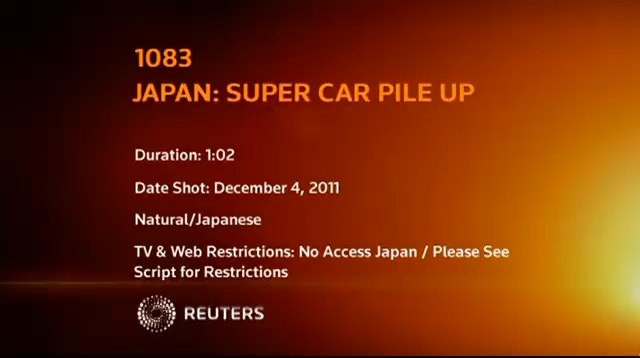 1083
JAPAN: SUPER CAR PILE UP
Duration: 1:02
Date Shot: December 4, 2011
Natural/Japanese
TV & Web Restrictions: No Access Japan / Please See
Script for Restrictions
REUTERS